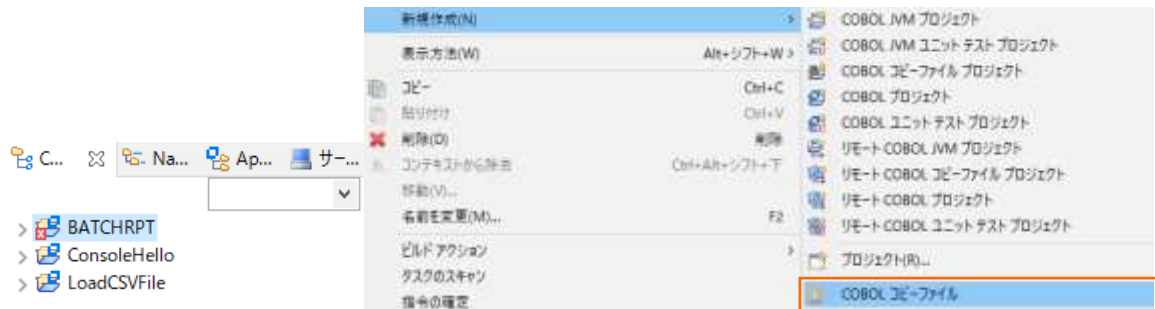 C... Na... Ap... サー...
BATCHRPT
ConsoleHello
LoadCSVFile
新規作成(N)
表示方法(W) Alt+シフト+W
コピー Ctrl+C
貼り付け Ctrl+V
削除(D) 削除
コンテキストから除去 Ctrl+Alt+シフト+下
移動(V)...
名前を変更(M)... F2
ビルド アクション
タスクのスキャン
指令の確定
COBOL JVM プロジェクト
COBOL JVM ユニット テスト プロジェクト
COBOL コピーファイル プロジェクト
COBOL プロジェクト
COBOL ユニット テスト プロジェクト
リモート COBOL JVM プロジェクト
リモート COBOL コピーファイル プロジェクト
リモート COBOL プロジェクト
リモート COBOL ユニット テスト プロジェクト
プロジェクト(R)...
COBOL コピーファイル